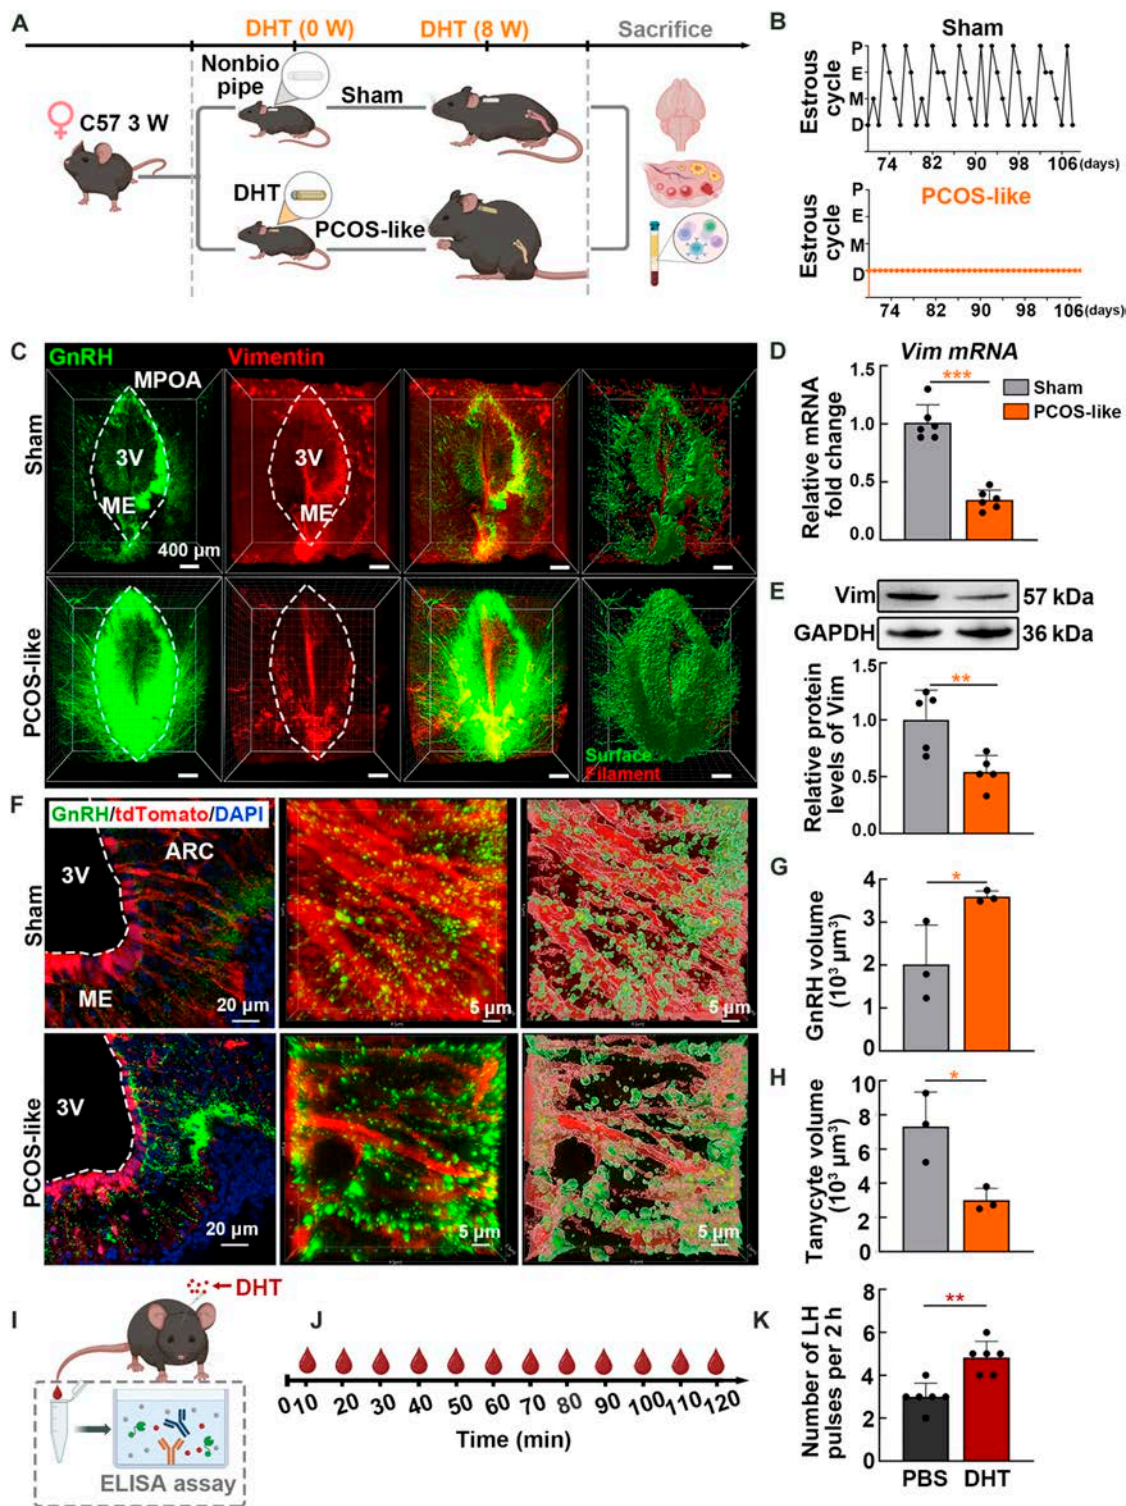 A
DHT (0 W)
DHT (8 W)
Sacrifice
Nonbio
pipe
Sham
♀ C57 3 W
DHT
PCOS-like
B
Sham
Estrous
cycle
P
E
M
D
74 82 90 98 106 (days)
PCOS-like
Estrous
cycle
P
E
M
D
74 82 90 98 106 (days)
C
GnRH
Vimentin
Sham
MPOA
3V
ME
400 µm
3V
ME
PCOS-like
Surface
Filament
D
Vim mRNA
Relative mRNA
fold change
1.5
1.0
0.5
0.0
***
Sham
PCOS-like
E
Vim
57 kDa
GAPDH
36 kDa
Relative protein
levels of Vim
1.5
1.0
0.5
0.0
**
F
GnRH/tdTomato/DAPI
Sham
ARC
3V
ME
20 µm
5 µm
5 µm
PCOS-like
3V
20 µm
5 µm
5 µm
G
GnRH volume
(10³ µm³)
4
3
2
1
0
*
H
Tanycyte volume
(10³ µm³)
10
8
6
4
2
0
*
I
DHT
ELISA assay
J
0 10 20 30 40 50 60 70 80 90 100 110 120
Time (min)
K
Number of LH
pulses per 2 h
8
6
4
2
0
**
PBS DHT